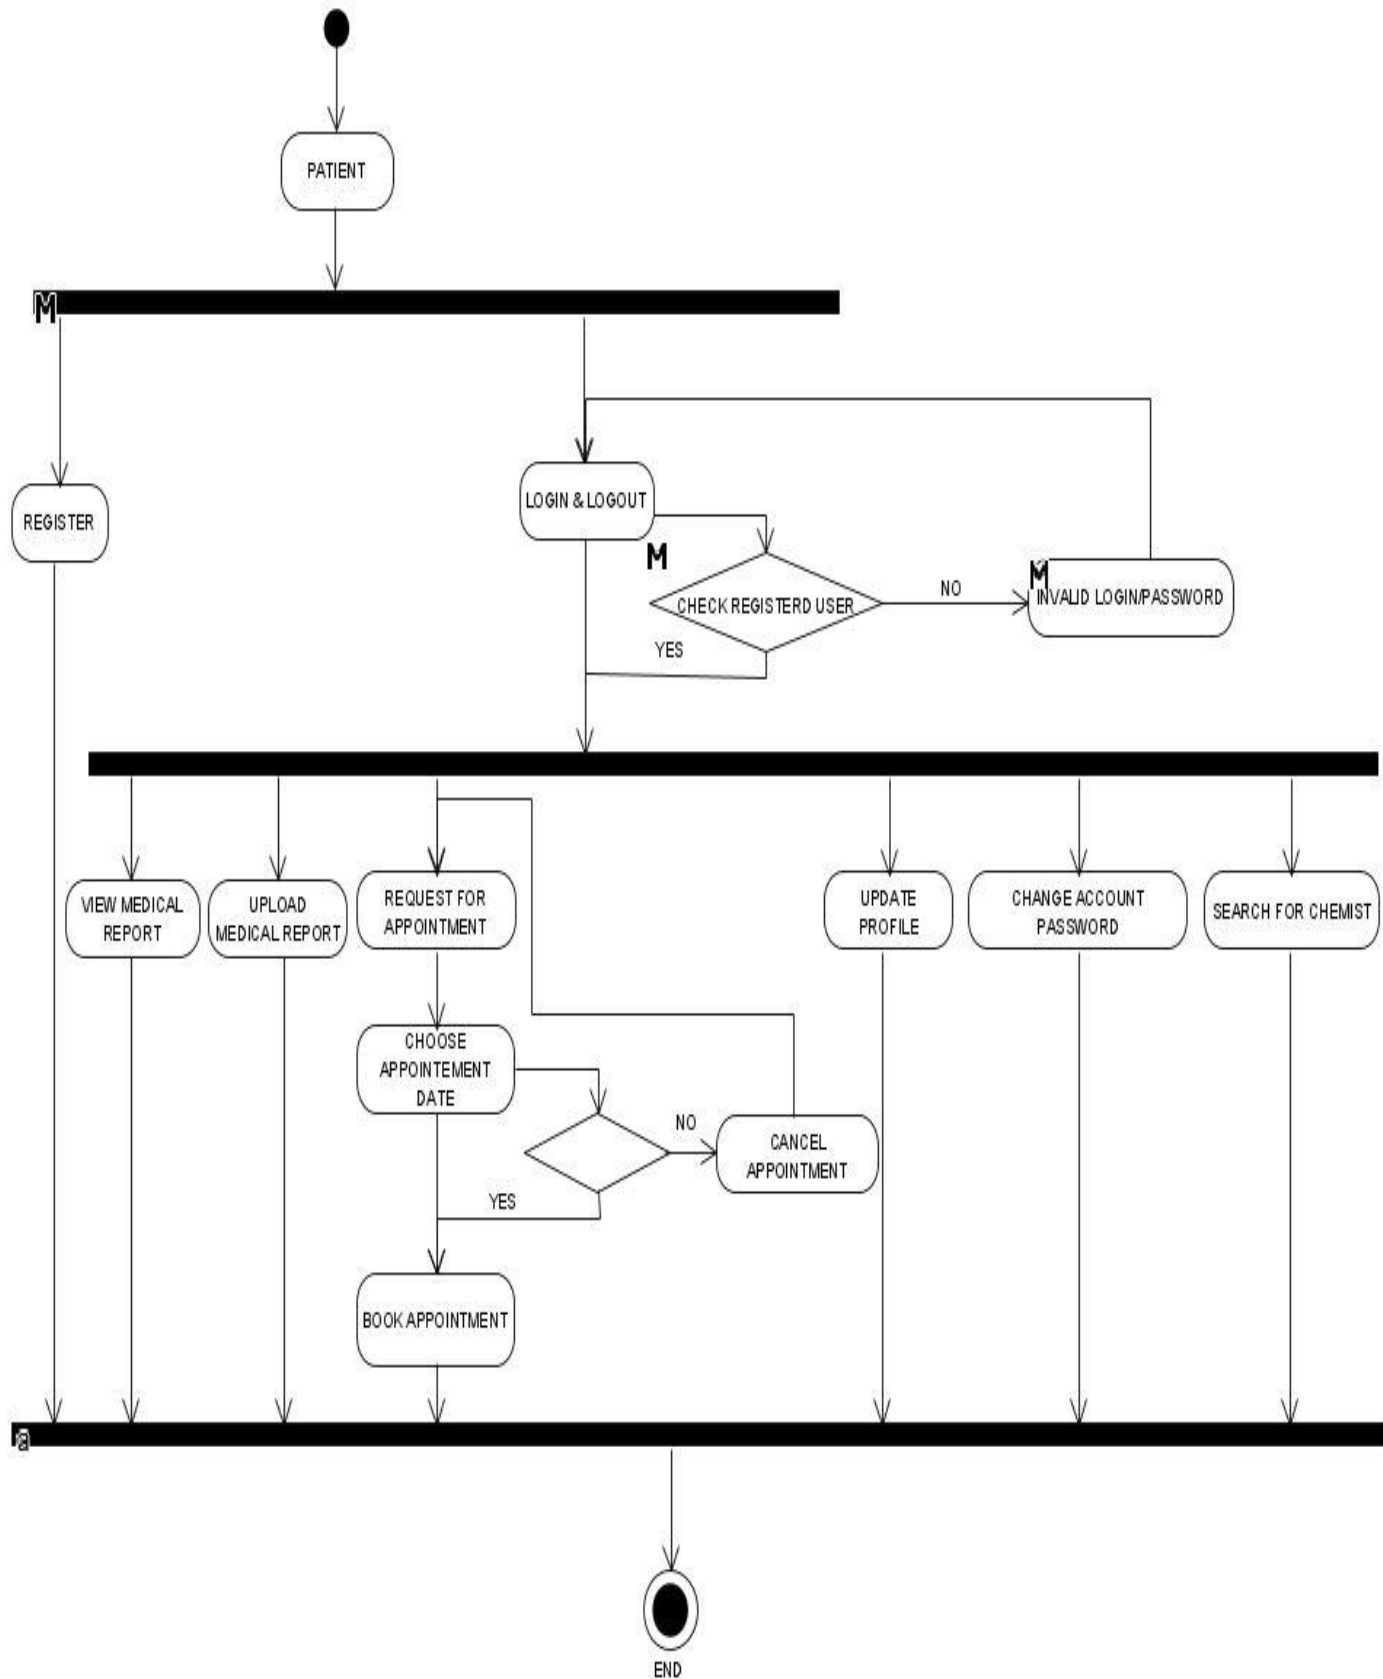 PATIENT
M
REGISTER
LOGIN & LOGOUT
M
CHECK REGISTERD USER
NO
M
INVALID LOGIN/PASSWORD
YES
VIEW MEDICAL
REPORT
UPLOAD
MEDICAL REPORT
REQUEST FOR
APPOINTMENT
UPDATE
PROFILE
CHANGE ACCOUNT
PASSWORD
SEARCH FOR CHEMIST
CHOOSE
APPOINTEMENT
DATE
NO
CANCEL
APPOINTMENT
YES
BOOK APPOINTMENT
a
END